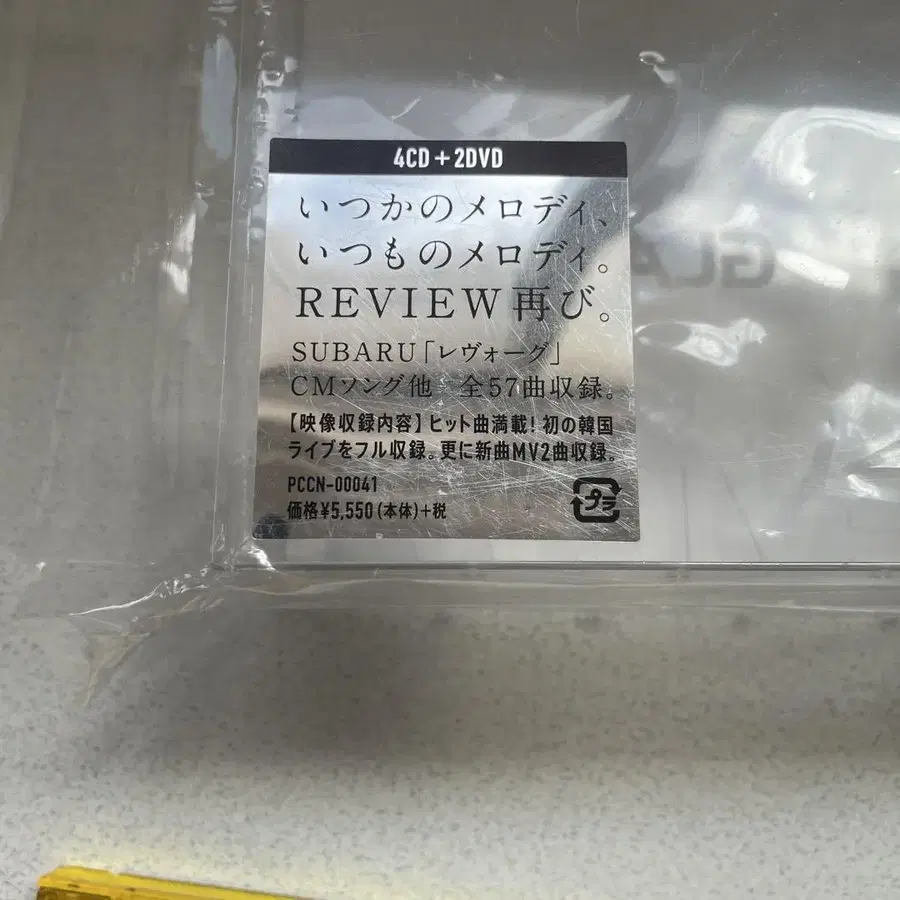 4CD+2DVD
いつかのメロディ、
いつものメロディ。
REVIEW再び。
SUBARU「レヴォーグ」
CMソング他 全57曲収録。
【映像収録内容】ヒット曲満載!初の韓国
ライブをフル収録。更に新曲MV2曲収録。
PCCN-00041
価格¥5,550(本体)+税
プラ